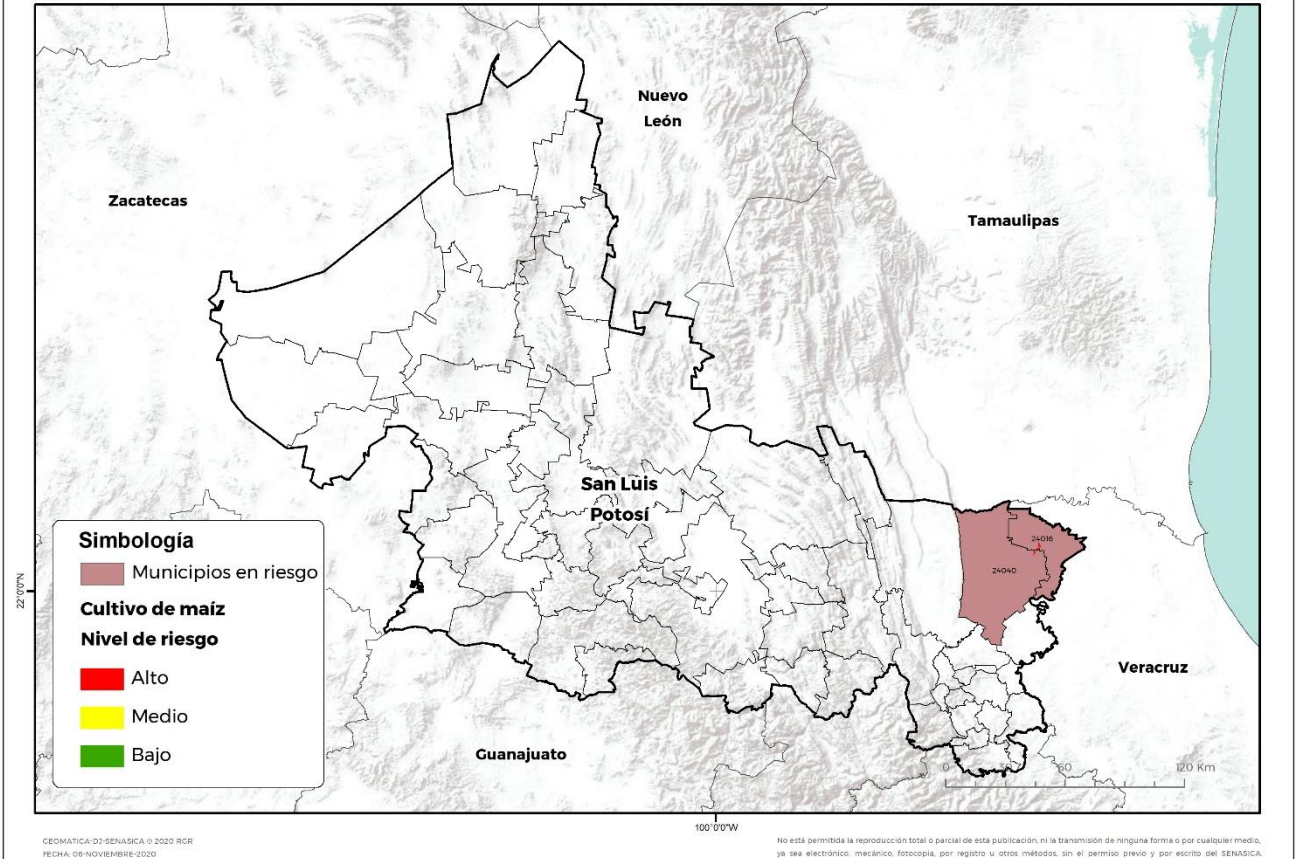 Nuevo
León
Zacatecas
Tamaulipas
San Luis
Potosí
24016
24040
22°0'0"N
Simbología
Municipios en riesgo
Cultivo de maíz
Nivel de riesgo
Alto
Medio
Bajo
Veracruz
Guanajuato
0 30 60 120 Km
100°0'0"W
GEOMATICA-DJ-SENASICA © 2020 RGR
FECHA: 06-NOVIEMBRE-2020
No está permitida la reproducción total o parcial de esta publicación, ni la transmisión de ninguna forma o por cualquier medio,
ya sea electrónico, mecánico, fotocopia, por registro u otros métodos, sin el permiso previo y por escrito del SENASICA.